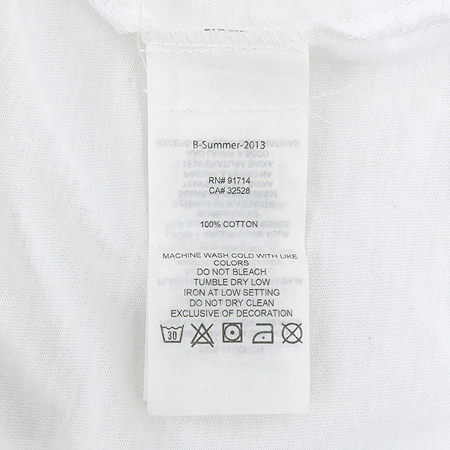 B-Summer-2013
RN# 91714
CA# 32528
100% COTTON
MACHINE WASH COLD WITH LIKE
COLORS
DO NOT BLEACH
TUMBLE DRY LOW
IRON AT LOW SETTING
DO NOT DRY CLEAN
EXCLUSIVE OF DECORATION
30